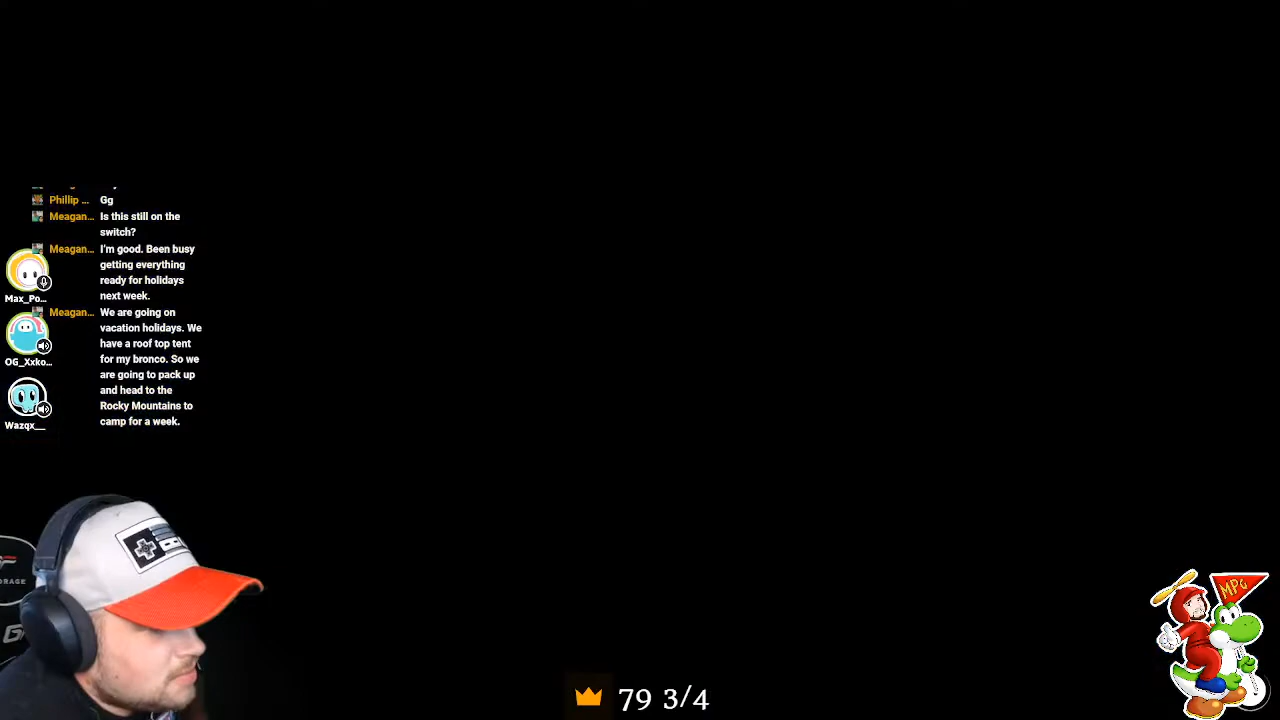 Phillip ... Gg
Meagan... Is this still on the
switch?
Meagan... I'm good. Been busy
getting everything
ready for holidays
next week.
Max_Po...
Meagan... We are going on
vacation holidays. We
have a roof top tent
for my bronco. So we
OG_Xxko...
are going to pack up
and head to the
Rocky Mountains to
camp for a week.
Wazqx__
ORAGE
MPG
79 3/4